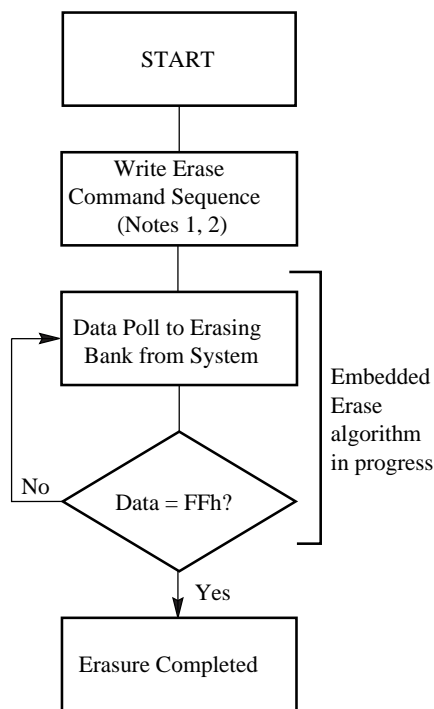 START
Write Erase
Command Sequence
(Notes 1, 2)
Data Poll to Erasing
Bank from System
Embedded
Erase
algorithm
in progress
No
Data = FFh?
Yes
Erasure Completed